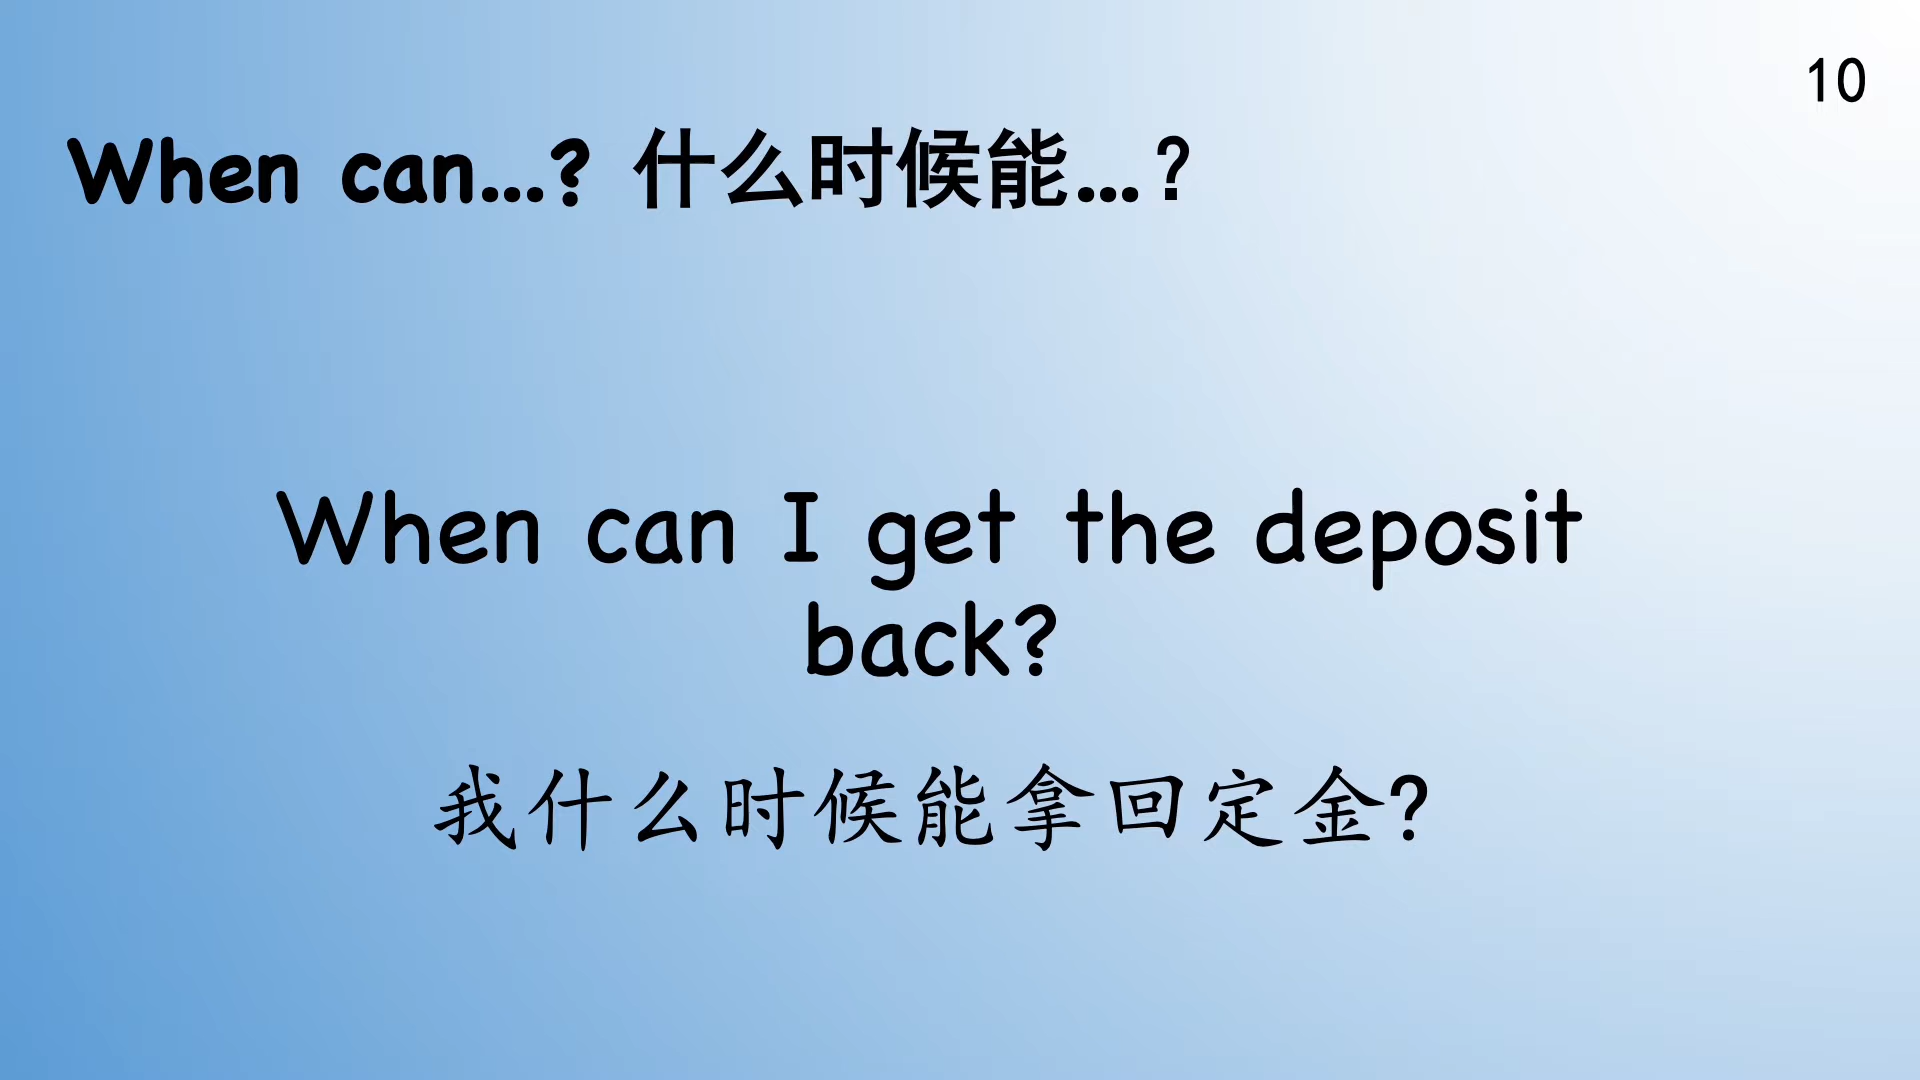 10
When can...? 什么时候能...？
When can I get the deposit
back?
我什么时候能拿回定金?